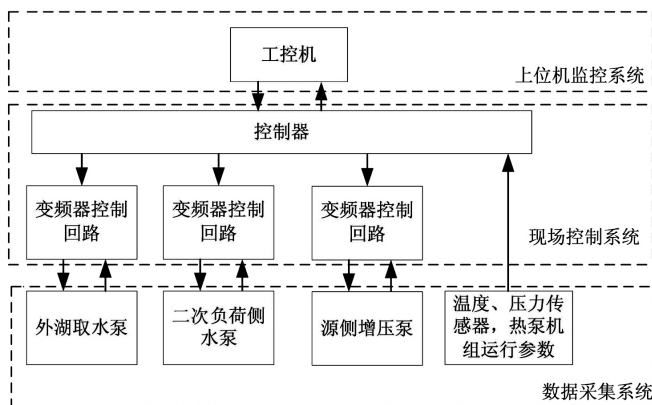 工控机
上位机监控系统
控制器
变频器控制
回路
变频器控制
回路
变频器控制
回路
现场控制系统
外湖取水泵
二次负荷侧
水泵
源侧增压泵
温度、压力传
感器，热泵机
组运行参数
数据采集系统